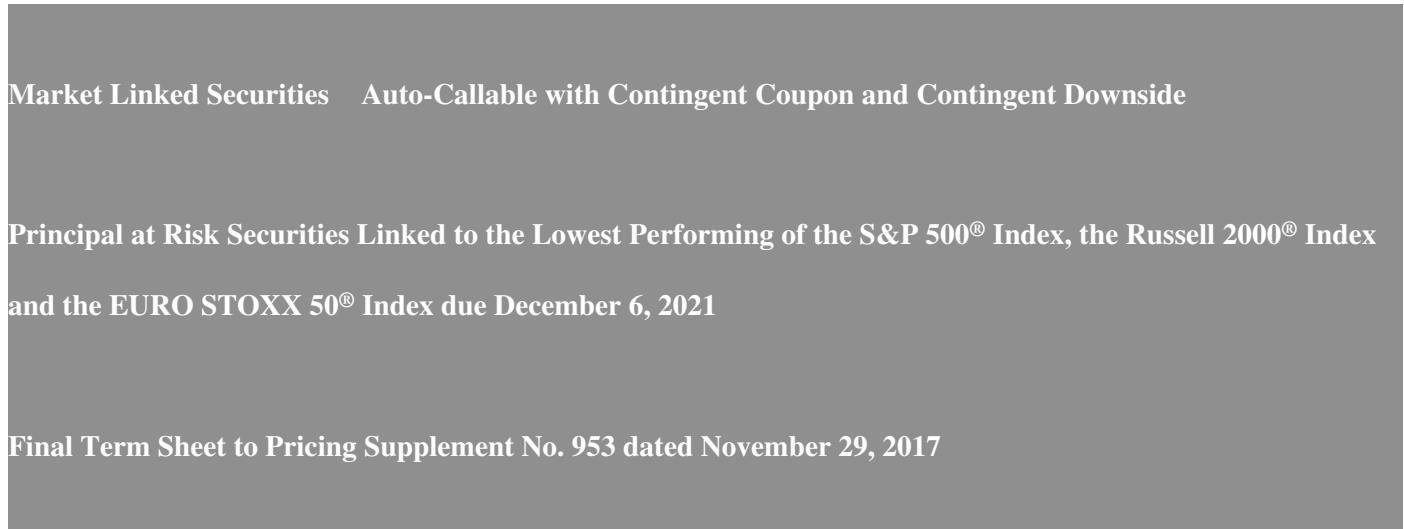 Market Linked Securities Auto-Callable with Contingent Coupon and Contingent Downside
Principal at Risk Securities Linked to the Lowest Performing of the S&P 500® Index, the Russell 2000® Index
and the EURO STOXX 50® Index due December 6, 2021
Final Term Sheet to Pricing Supplement No. 953 dated November 29, 2017